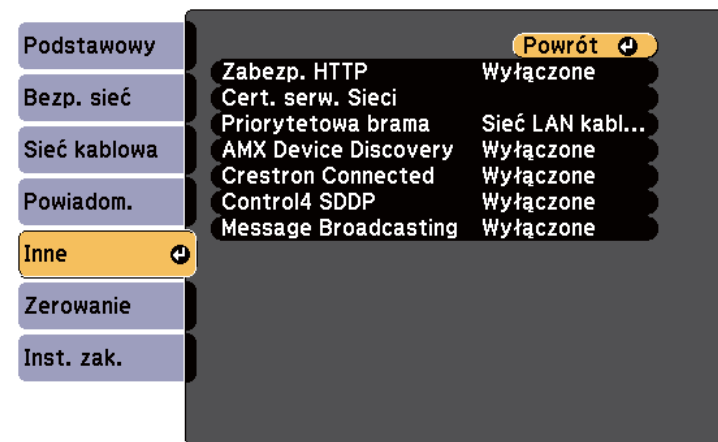 Podstawowy
Bezp. sieć
Sieć kablowa
Powiadom.
Inne
Zerowanie
Inst. zak.
Powrót
Zabezp. HTTP Wyłączone
Cert. serw. Sieci
Priorytetowa brama Sieć LAN kabl...
AMX Device Discovery Wyłączone
Crestron Connected Wyłączone
Control4 SDDP Wyłączone
Message Broadcasting Wyłączone